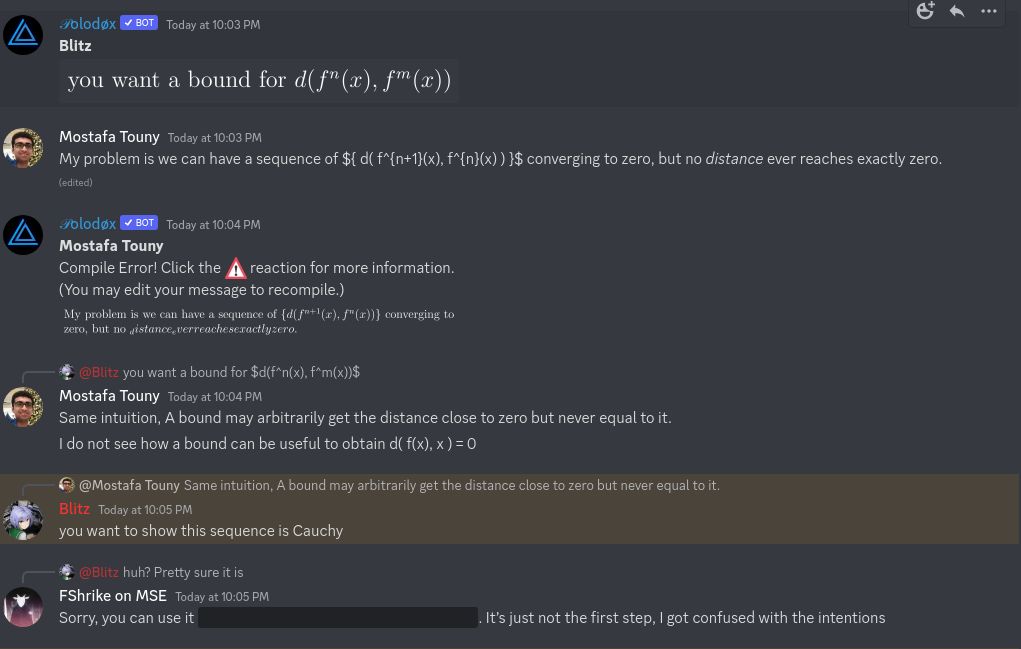 𝒫olodøx ✓ BOT Today at 10:03 PM
Blitz
you want a bound for d(fⁿ(x), fᵐ(x))
Mostafa Touny Today at 10:03 PM
My problem is we can have a sequence of ${ d( f^{n+1}(x), f^{n}(x) ) }$ converging to zero, but no distance ever reaches exactly zero.
(edited)
𝒫olodøx ✓ BOT Today at 10:04 PM
Mostafa Touny
Compile Error! Click the ⚠ reaction for more information.
(You may edit your message to recompile.)
My problem is we can have a sequence of {d(fⁿ⁺¹(x), fⁿ(x))} converging to
zero, but no distanceeverreachesexactlyzero.
@Blitz you want a bound for $d(f^n(x), f^m(x))$
Mostafa Touny Today at 10:04 PM
Same intuition, A bound may arbitrarily get the distance close to zero but never equal to it.
I do not see how a bound can be useful to obtain d( f(x), x ) = 0
@Mostafa Touny Same intuition, A bound may arbitrarily get the distance close to zero but never equal to it.
Blitz Today at 10:05 PM
you want to show this sequence is Cauchy
@Blitz huh? Pretty sure it is
FShrike on MSE Today at 10:05 PM
Sorry, you can use it . It's just not the first step, I got confused with the intentions